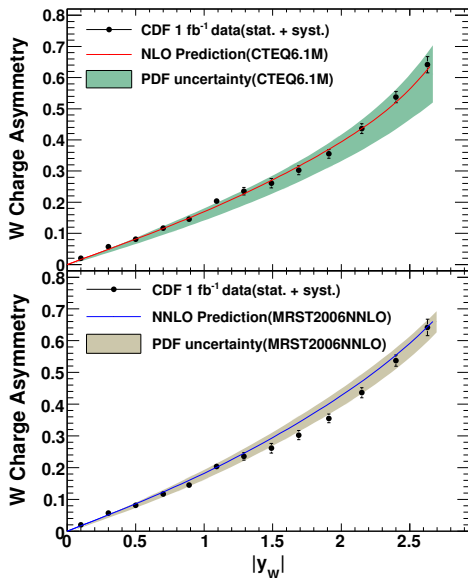 0.8
CDF 1 fb⁻¹ data(stat. + syst.)
0.7
NLO Prediction(CTEQ6.1M)
0.6
PDF uncertainty(CTEQ6.1M)
0.5
0.4
0.3
0.2
0.1
0
W Charge Asymmetry
CDF 1 fb⁻¹ data(stat. + syst.)
0.7
NNLO Prediction(MRST2006NNLO)
0.6
PDF uncertainty(MRST2006NNLO)
0.5
0.4
0.3
0.2
0.1
0
W Charge Asymmetry
0 0.5 1 1.5 2 2.5
|y_W|